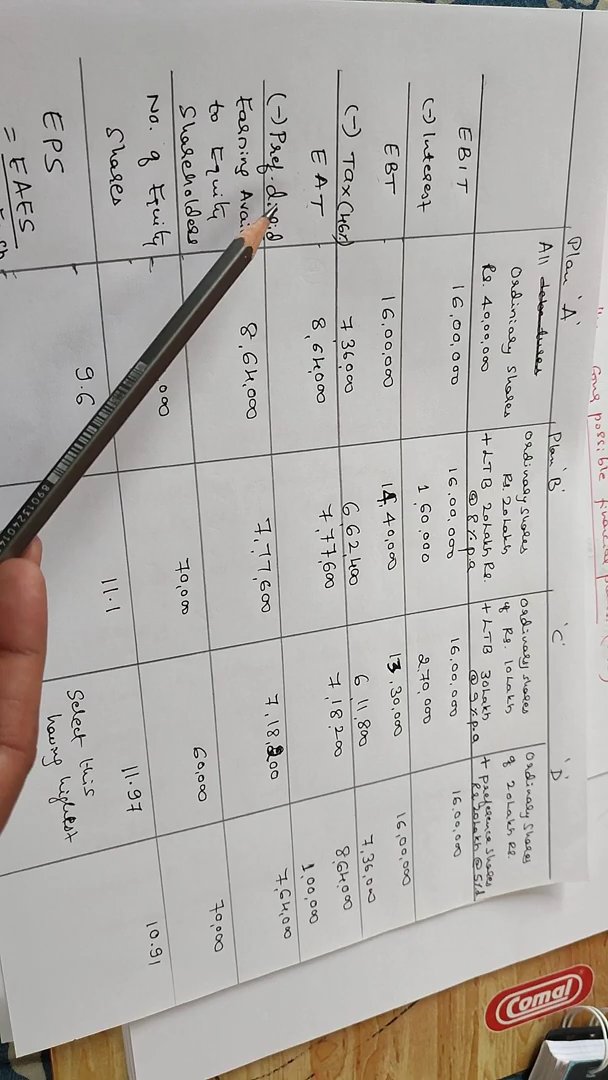 Some possible financial
Plan 'A'
All debentures
Ordiniary Shares
Rs. 40,00,000
Plan 'B'
Ordinary Shares
Rs. 20 Lakh
+ LTB 20 Lakh Rs.
@ 8 % p.a
'C'
Ordinary Shares
of Rs. 10 Lakh
+ LTB 30 Lakh
@ 9 % p.a
'D'
Ordinary Shares
of 20 Lakh Rs.
+ preference Shares
Rs. 20 Lakh @ 5%
EBIT 16,00,000 16,00,000 16,00,000 16,00,000
(-) Interest 1,60,000 2,70,000
EBT 16,00,000 14,40,000 13,30,000 16,00,000
(-) Tax (46%) 7 36,000 6,62,400 6 11,800 7,36,000
EAT 8,64,000 7,77,600 7,18 200 8,64,000
(-) Pref. 1,00,000
Earning
to Equity
Shareholders 8,64,000 7,77,600 7,18,200 7,64,00
No. of Equity
Shares 000 70,000 60,000 70,000
EPS 9.6 11.1 11.97 10.91
= EAES
Select this
having highest
8901324014
Comal